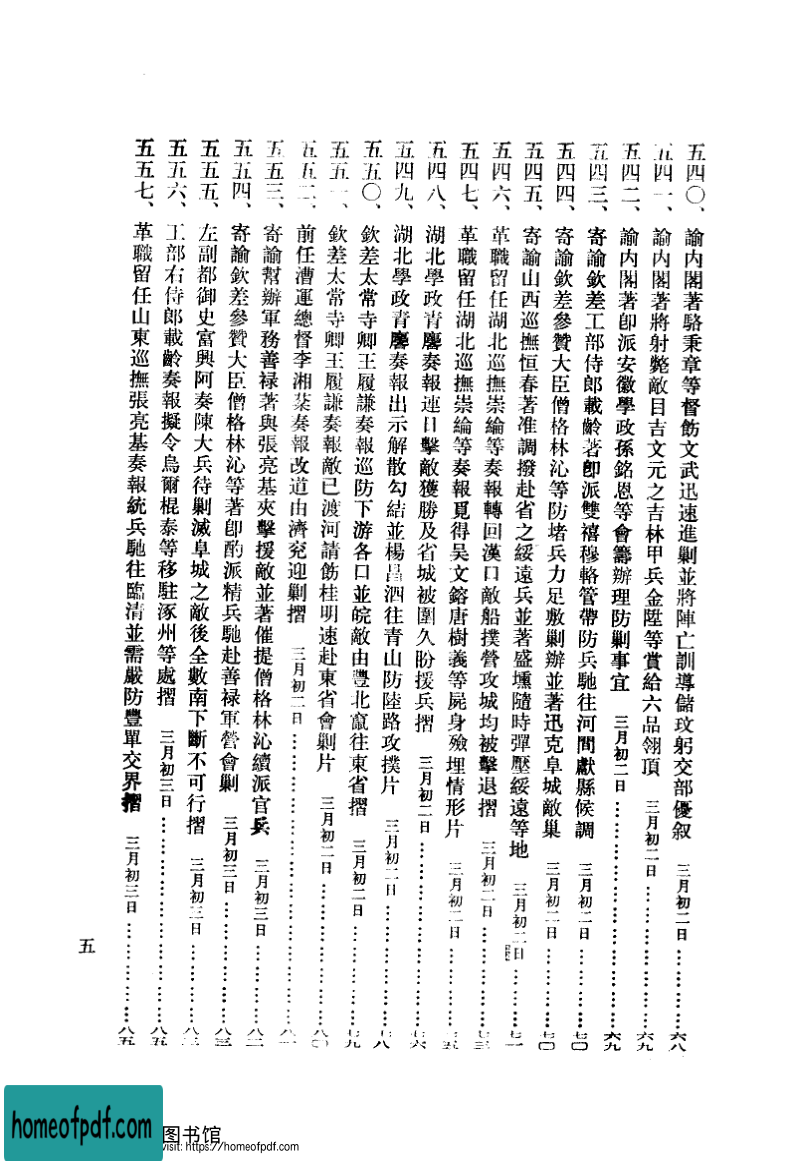 五四〇、諭内閣著駱秉章等督飭文武迅速進剿並將陣亡訓導儲玟躬交部優叙 三月初二日…………六八
五四一、諭内閣著將射斃敵目吉文元之吉林甲兵金陞等賞給六品翎頂 三月初二日…………六九
五四二、諭内閣著卽派安徽學政孫銘恩等會籌辦理防剿事宜 三月初二日…………六九
五四三、寄諭欽差工部侍郎載齡著卽派雙禧穆輅管帶防兵馳往河間獻縣候調 三月初二日…………七〇
五四四、寄諭欽差參贊大臣僧格林沁等防堵兵力足敷剿辦並著迅克阜城敵巢 三月初二日…………七〇
五四五、寄諭山西巡撫恒春著准調撥赴省之綏遠兵並著盛壎隨時彈壓綏遠等地 三月初二日…………七一
五四六、革職留任湖北巡撫崇綸等奏報轉回漢口敵船撲營攻城均被擊退摺 三月初二日…………七三
五四七、革職留任湖北巡撫崇綸等奏報覓得吴文鎔唐樹義等屍身殮埋情形片 三月初二日…………七五
五四八、湖北學政青麐奏報連日擊敵獲勝及省城被圍久盼援兵摺 三月初二日…………七六
五四九、湖北學政青麐奏報出示解散勾結並楊昌泗往青山防陸路攻撲片 三月初二日…………七八
五五〇、欽差太常寺卿王履謙奏報巡防下游各口並皖敵由豐北竄往東省摺 三月初二日…………七九
五五一、欽差太常寺卿王履謙奏報敵已渡河請飭桂明速赴東省會剿片 三月初二日…………八〇
五五二、前任漕運總督李湘棻奏報改道由濟兗迎剿摺 三月初二日…………八一
五五三、寄諭幫辦軍務善禄著與張亮基夾擊援敵並著催提僧格林沁續派官兵 三月初三日…………八二
五五四、寄諭欽差參贊大臣僧格林沁等著卽酌派精兵馳赴善禄軍營會剿 三月初三日…………八三
五五五、左副都御史富興阿奏陳大兵待剿滅阜城之敵後全數南下斷不可行摺 三月初三日…………八三
五五六、工部右侍郎載齡奏報擬令烏爾棍泰等移駐涿州等處摺 三月初三日…………八五
五五七、革職留任山東巡撫張亮基奏報統兵馳往臨清並需嚴防豐單交界摺 三月初三日…………八五
五
homeofpdf.com
图书馆
visit: https://homeofpdf.com